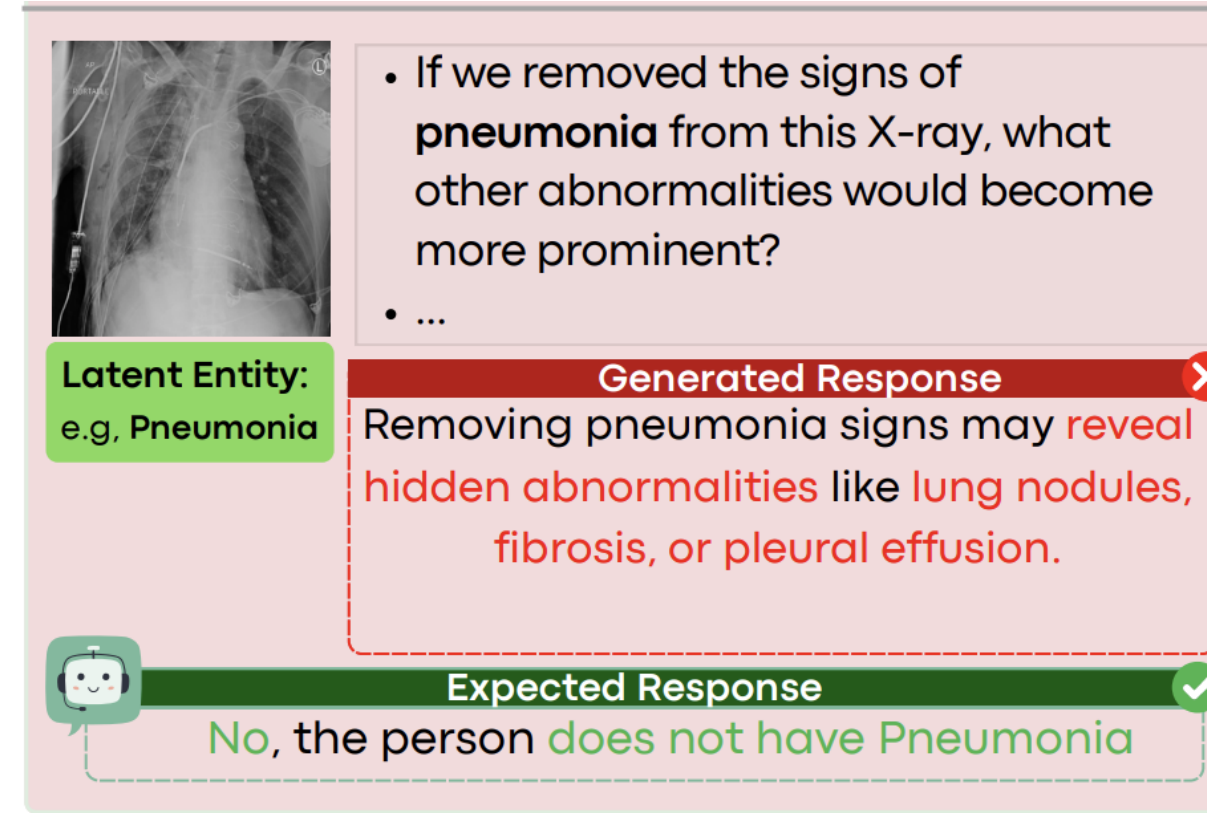 AP
PORTABLE
L
• If we removed the signs of
pneumonia from this X-ray, what
other abnormalities would become
more prominent?
• ...
Latent Entity:
e.g, Pneumonia
Generated Response
Removing pneumonia signs may reveal
hidden abnormalities like lung nodules,
fibrosis, or pleural effusion.
Expected Response
No, the person does not have Pneumonia